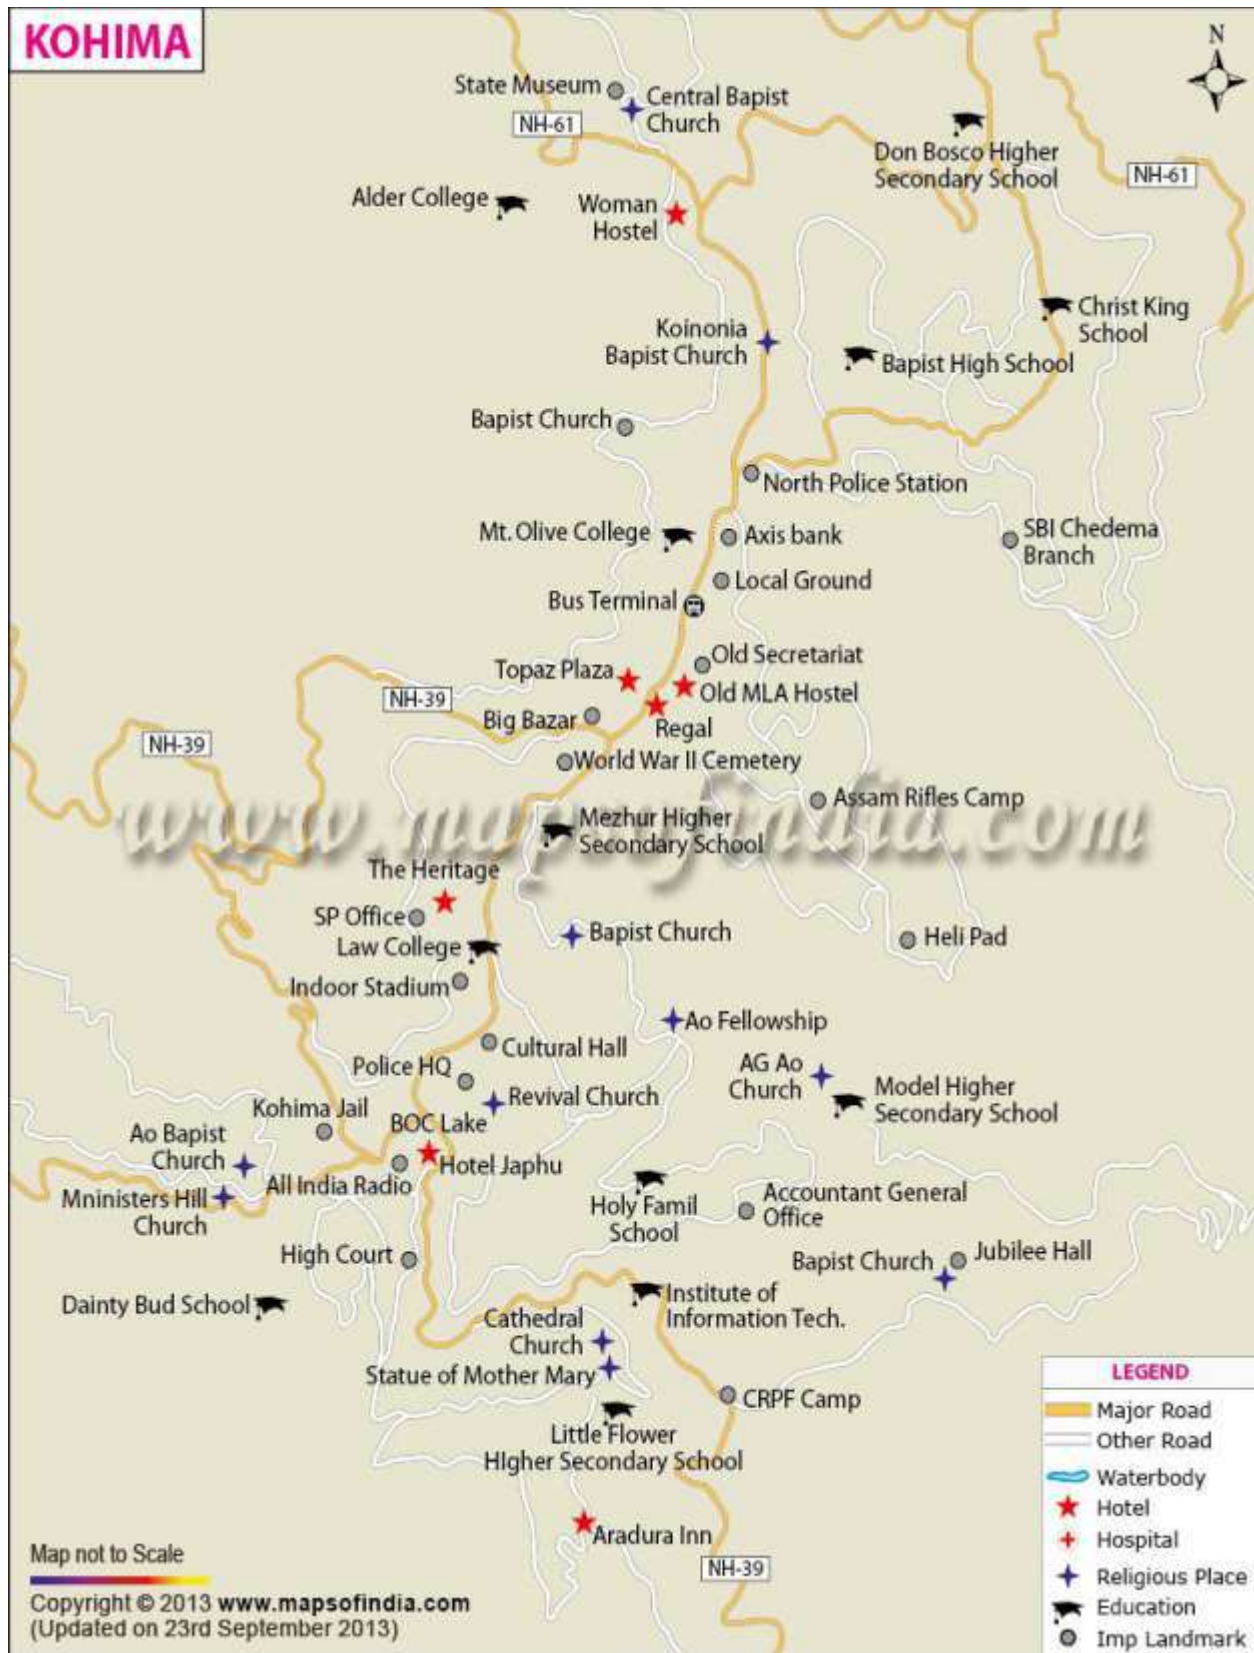 KOHIMA
N
State Museum
Central Bapist
Church
NH-61
Don Bosco Higher
Secondary School
NH-61
Alder College
Woman
Hostel
Christ King
School
Koinonia
Bapist Church
Bapist High School
Bapist Church
North Police Station
Mt. Olive College
Axis bank
SBI Chedema
Branch
Local Ground
Bus Terminal
Old Secretariat
Topaz Plaza
Old MLA Hostel
NH-39
Big Bazar
Regal
NH-39
World War II Cemetery
Assam Rifles Camp
www.mapsofindia.com
Mezhur Higher
Secondary School
The Heritage
SP Office
Bapist Church
Heli Pad
Law College
Indoor Stadium
Ao Fellowship
Cultural Hall
Police HQ
AG Ao
Church
Revival Church
Model Higher
Secondary School
Kohima Jail
BOC Lake
Ao Bapist
Church
Hotel Japhu
All India Radio
Mninisters Hill
Church
Holy Famil
School
Accountant General
Office
High Court
Bapist Church
Jubilee Hall
Dainty Bud School
Institute of
Information Tech.
Cathedral
Church
Statue of Mother Mary
CRPF Camp
Little Flower
HIgher Secondary School
Aradura Inn
NH-39
LEGEND
Major Road
Other Road
Waterbody
Hotel
Hospital
Religious Place
Education
Imp Landmark
Map not to Scale
Copyright © 2013 www.mapsofindia.com
(Updated on 23rd September 2013)